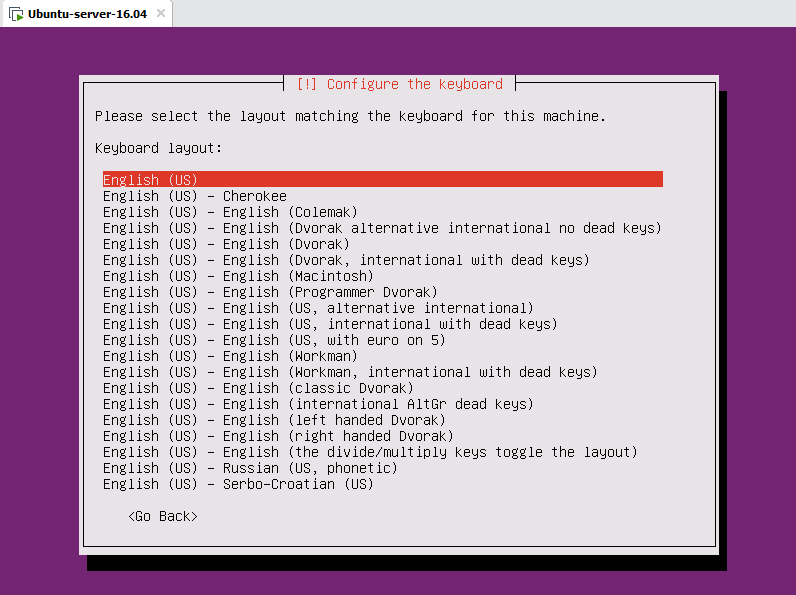 Ubuntu-server-16.04
[!] Configure the keyboard
Please select the layout matching the keyboard for this machine.
Keyboard layout:
English (US)
English (US) – Cherokee
English (US) – English (Colemak)
English (US) – English (Dvorak alternative international no dead keys)
English (US) – English (Dvorak)
English (US) – English (Dvorak, international with dead keys)
English (US) – English (Macintosh)
English (US) – English (Programmer Dvorak)
English (US) – English (US, alternative international)
English (US) – English (US, international with dead keys)
English (US) – English (US, with euro on 5)
English (US) – English (Workman)
English (US) – English (Workman, international with dead keys)
English (US) – English (classic Dvorak)
English (US) – English (international AltGr dead keys)
English (US) – English (left handed Dvorak)
English (US) – English (right handed Dvorak)
English (US) – English (the divide/multiply keys toggle the layout)
English (US) – Russian (US, phonetic)
English (US) – Serbo-Croatian (US)
<Go Back>